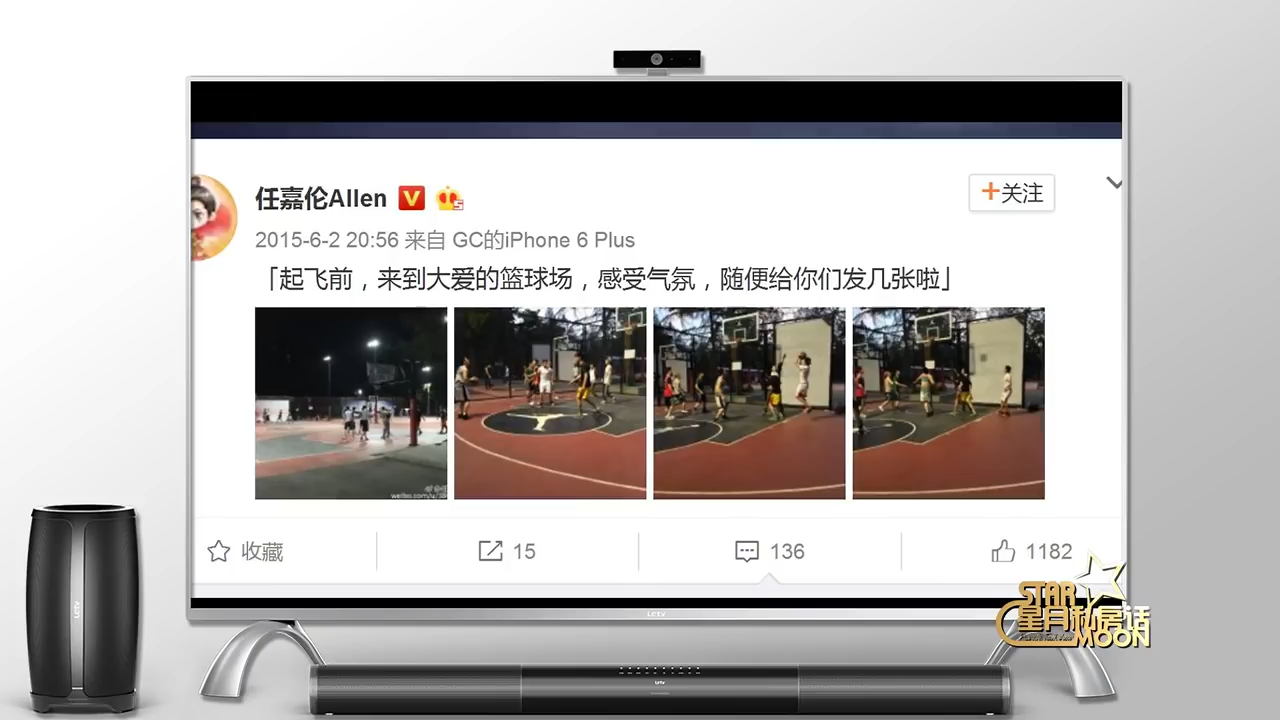 任嘉伦Allen
+关注
2015-6-2 20:56 来自 GC的iPhone 6 Plus
「起飞前，来到大爱的篮球场，感受气氛，随便给你们发几张啦」
收藏
15
136
1182
Letv
STAR
星月私房话
MOON
Letv
Letv